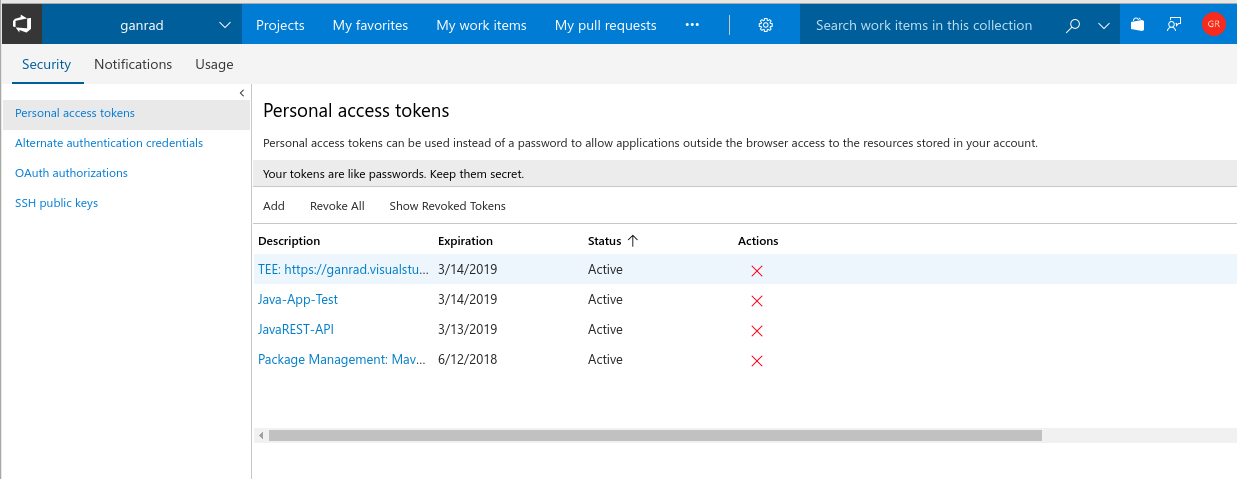 ganrad Projects My favorites My work items My pull requests ··· Search work items in this collection GR
Security Notifications Usage
Personal access tokens
Alternate authentication credentials
OAuth authorizations
SSH public keys
Personal access tokens
Personal access tokens can be used instead of a password to allow applications outside the browser access to the resources stored in your account.
Your tokens are like passwords. Keep them secret.
Add Revoke All Show Revoked Tokens
Description Expiration Status Actions
TEE: https://ganrad.visualstu... 3/14/2019 Active
Java-App-Test 3/14/2019 Active
JavaREST-API 3/13/2019 Active
Package Management: Mav... 6/12/2018 Active